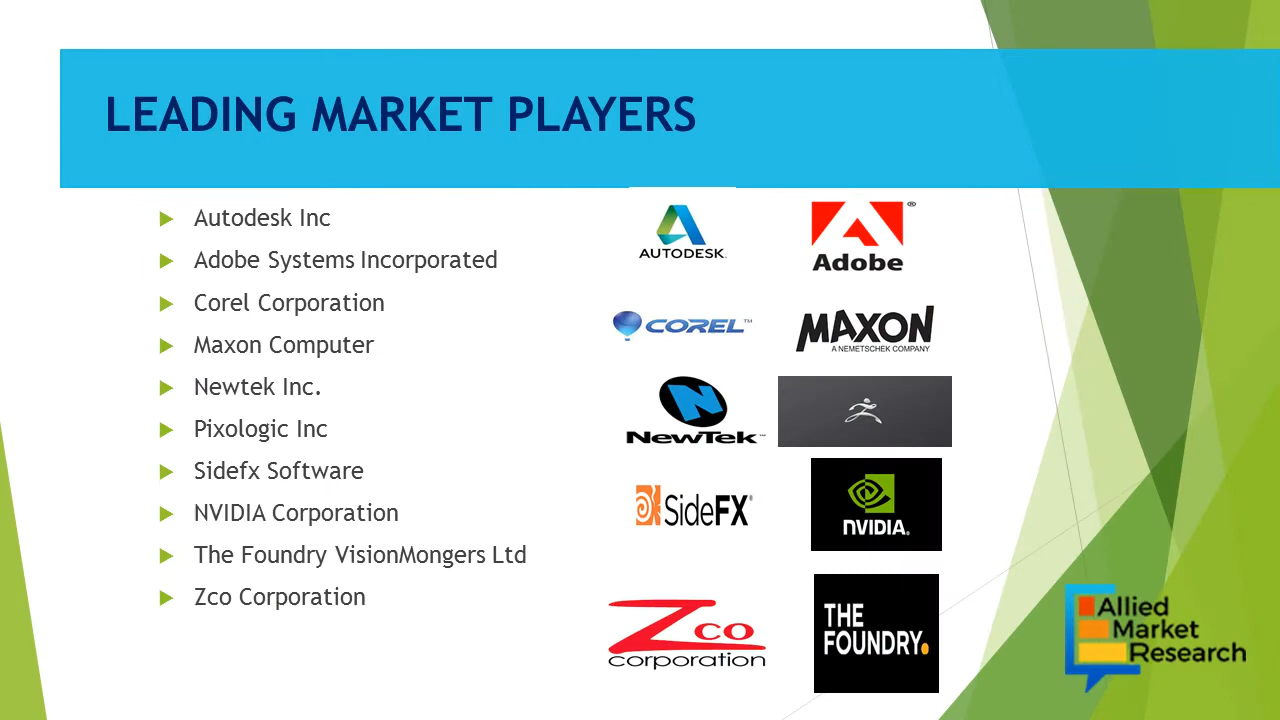 LEADING MARKET PLAYERS
Autodesk Inc
Adobe Systems Incorporated
Corel Corporation
Maxon Computer
Newtek Inc.
Pixologic Inc
Sidefx Software
NVIDIA Corporation
The Foundry VisionMongers Ltd
Zco Corporation
AUTODESK.
Adobe®
COREL™
MAXON
A NEMETSCHEK COMPANY
NewTek™
SideFX®
NVIDIA.
Zco
corporation
THE
FOUNDRY.
Allied
Market
Research